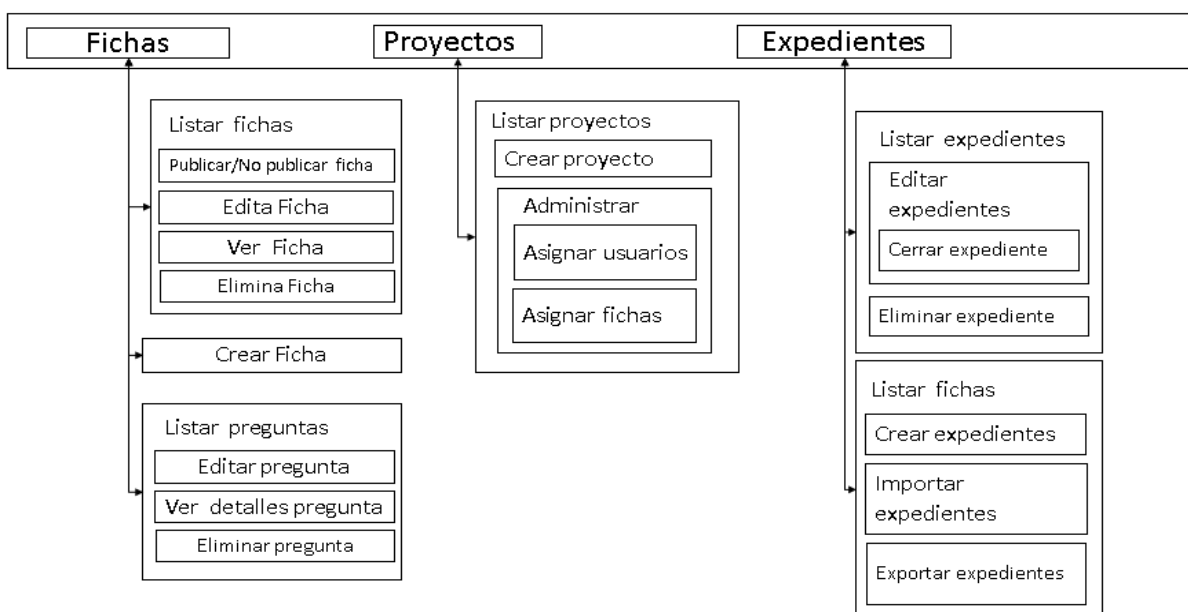 Fichas
Proyectos
Expedientes
Listar fichas
Publicar/No publicar ficha
Edita Ficha
Ver Ficha
Elimina Ficha
Crear Ficha
Listar preguntas
Editar pregunta
Ver detalles pregunta
Eliminar pregunta
Listar proyectos
Crear proyecto
Administrar
Asignar usuarios
Asignar fichas
Listar expedientes
Editar
expedientes
Cerrar expediente
Eliminar expediente
Listar fichas
Crear expedientes
Importar
expedientes
Exportar expedientes